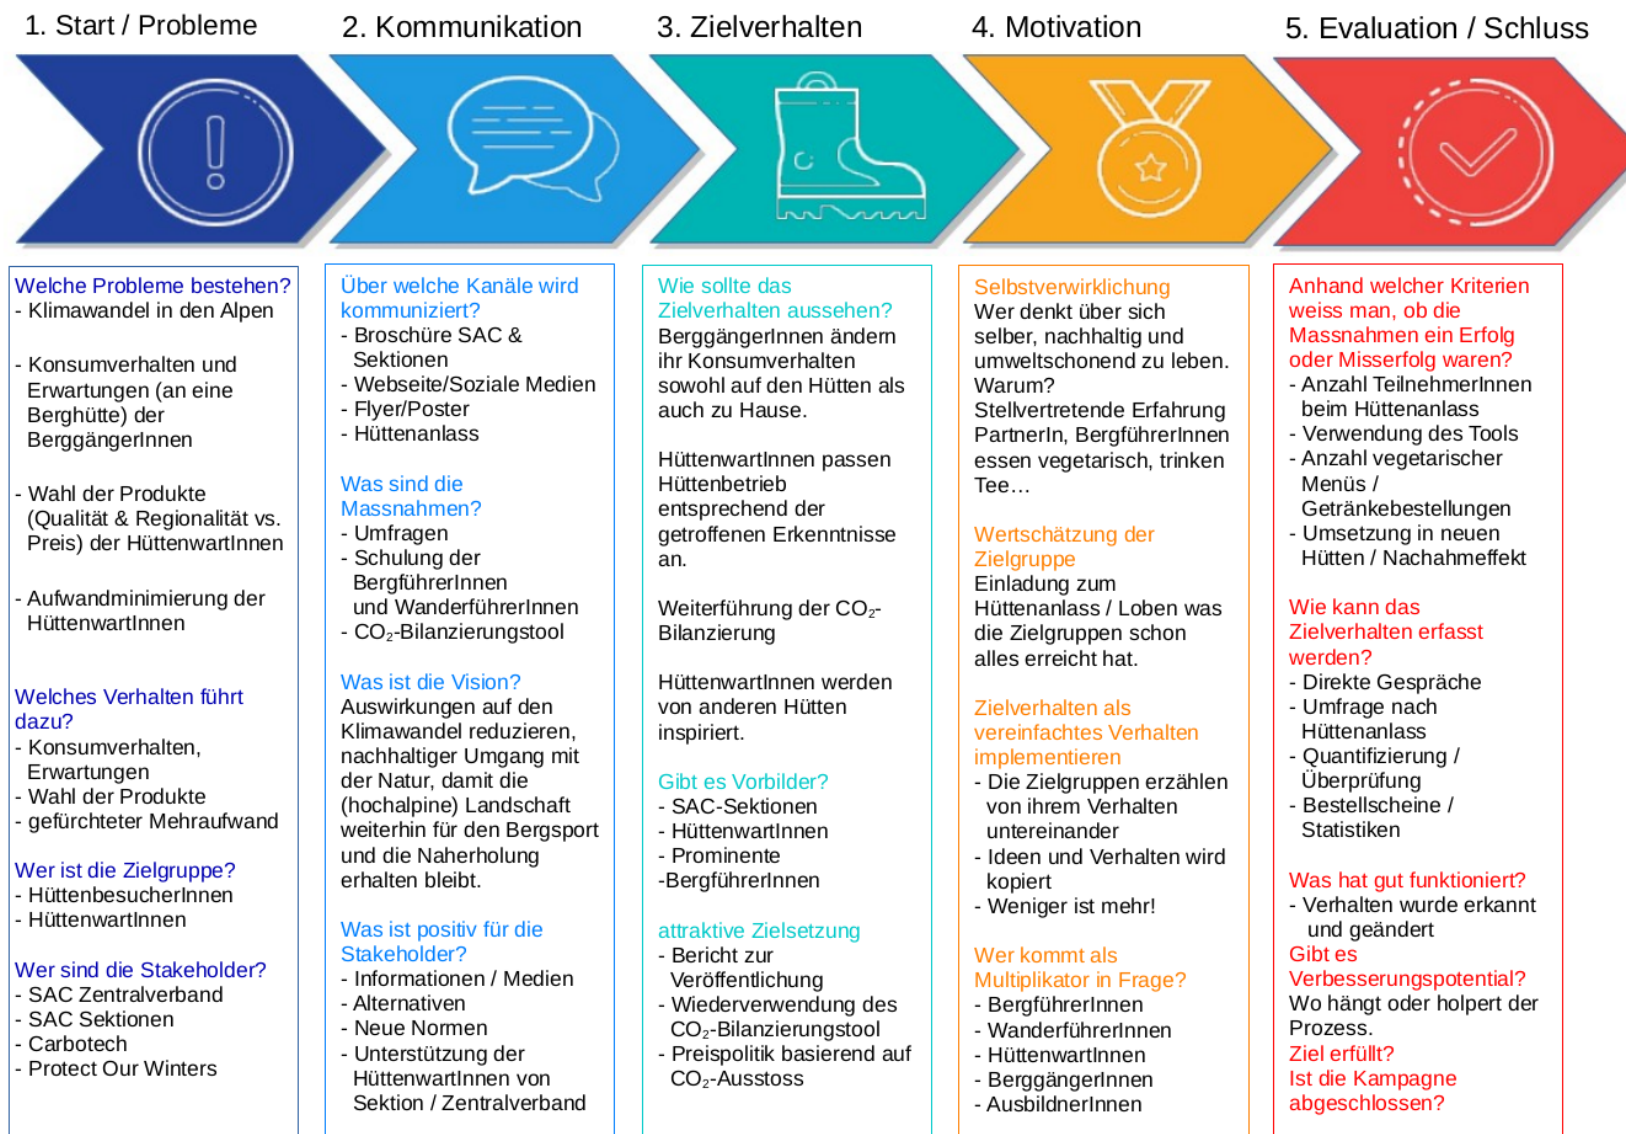 1. Start / Probleme
2. Kommunikation
3. Zielverhalten
4. Motivation
5. Evaluation / Schluss
Welche Probleme bestehen?
- Klimawandel in den Alpen
- Konsumverhalten und
Erwartungen (an eine
Berghütte) der
BerggängerInnen
- Wahl der Produkte
(Qualität & Regionalität vs.
Preis) der HüttenwartInnen
- Aufwandminimierung der
HüttenwartInnen
Welches Verhalten führt
dazu?
- Konsumverhalten,
Erwartungen
- Wahl der Produkte
- gefürchteter Mehraufwand
Wer ist die Zielgruppe?
- HüttenbesucherInnen
- HüttenwartInnen
Wer sind die Stakeholder?
- SAC Zentralverband
- SAC Sektionen
- Carbotech
- Protect Our Winters
Über welche Kanäle wird
kommuniziert?
- Broschüre SAC &
Sektionen
- Webseite/Soziale Medien
- Flyer/Poster
- Hüttenanlass
Was sind die
Massnahmen?
- Umfragen
- Schulung der
BergführerInnen
und WanderführerInnen
- CO₂-Bilanzierungstool
Was ist die Vision?
Auswirkungen auf den
Klimawandel reduzieren,
nachhaltiger Umgang mit
der Natur, damit die
(hochalpine) Landschaft
weiterhin für den Bergsport
und die Naherholung
erhalten bleibt.
Was ist positiv für die
Stakeholder?
- Informationen / Medien
- Alternativen
- Neue Normen
- Unterstützung der
HüttenwartInnen von
Sektion / Zentralverband
Wie sollte das
Zielverhalten aussehen?
BerggängerInnen ändern
ihr Konsumverhalten
sowohl auf den Hütten als
auch zu Hause.
HüttenwartInnen passen
Hüttenbetrieb
entsprechend der
getroffenen Erkenntnisse
an.
Weiterführung der CO₂-
Bilanzierung
HüttenwartInnen werden
von anderen Hütten
inspiriert.
Gibt es Vorbilder?
- SAC-Sektionen
- HüttenwartInnen
- Prominente
-BergführerInnen
attraktive Zielsetzung
- Bericht zur
Veröffentlichung
- Wiederverwendung des
CO₂-Bilanzierungstool
- Preispolitik basierend auf
CO₂-Ausstoss
Selbstverwirklichung
Wer denkt über sich
selber, nachhaltig und
umweltschonend zu leben.
Warum?
Stellvertretende Erfahrung
PartnerIn, BergführerInnen
essen vegetarisch, trinken
Tee…
Wertschätzung der
Zielgruppe
Einladung zum
Hüttenanlass / Loben was
die Zielgruppen schon
alles erreicht hat.
Zielverhalten als
vereinfachtes Verhalten
implementieren
- Die Zielgruppen erzählen
von ihrem Verhalten
untereinander
- Ideen und Verhalten wird
kopiert
- Weniger ist mehr!
Wer kommt als
Multiplikator in Frage?
- BergführerInnen
- WanderführerInnen
- HüttenwartInnen
- BerggängerInnen
- AusbildnerInnen
Anhand welcher Kriterien
weiss man, ob die
Massnahmen ein Erfolg
oder Misserfolg waren?
- Anzahl TeilnehmerInnen
beim Hüttenanlass
- Verwendung des Tools
- Anzahl vegetarischer
Menüs /
Getränkebestellungen
- Umsetzung in neuen
Hütten / Nachahmeffekt
Wie kann das
Zielverhalten erfasst
werden?
- Direkte Gespräche
- Umfrage nach
Hüttenanlass
- Quantifizierung /
Überprüfung
- Bestellscheine /
Statistiken
Was hat gut funktioniert?
- Verhalten wurde erkannt
und geändert
Gibt es
Verbesserungspotential?
Wo hängt oder holpert der
Prozess.
Ziel erfüllt?
Ist die Kampagne
abgeschlossen?